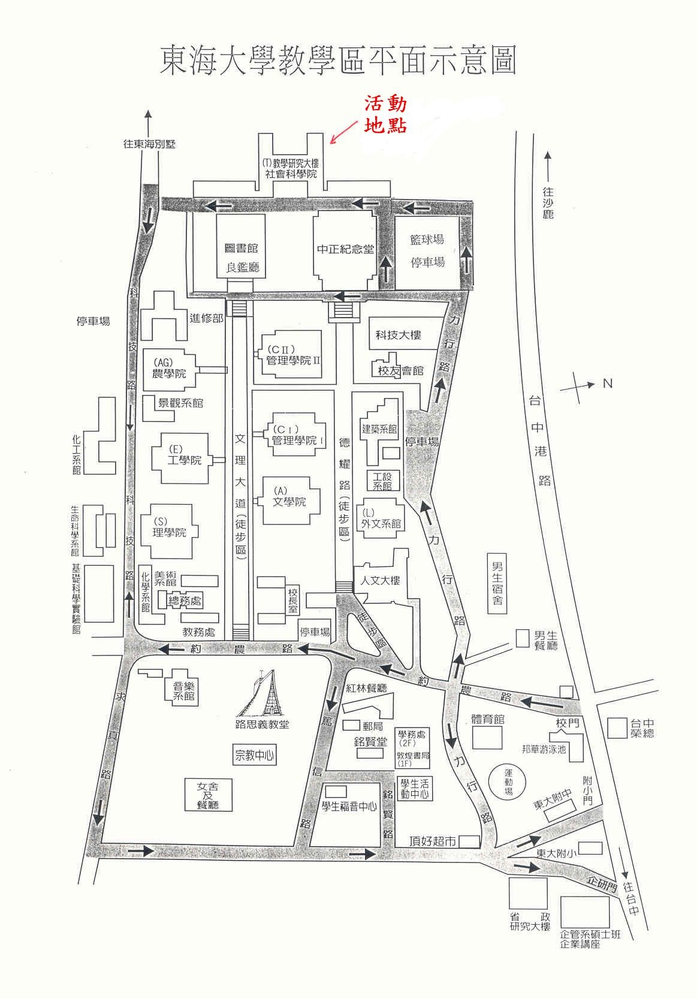 東海大學教學區平面示意圖
活動
地點
往東海別墅
(T)教學研究大樓
社會科學院
往沙鹿
圖書館
良鑑廳
中正紀念堂
籃球場
停車場
科技路
停車場
進修部
(CⅡ)
管理學院Ⅱ
科技大樓
力行路
(AG)
農學院
校友會館
N
景觀系館
化工系館
(E)
工學院
文理大道(徒步區)
(CⅠ)
管理學院Ⅰ
德耀路(徒步區)
建築系館
停車場
台中港路
工設
系館
(A)
文學院
生命科學系館
科技路
(S)
理學院
(L)
外文系館
力行路
基礎科學實驗館
化學系館
美術
系館
總務處
教務處
校長室
停車場
人文大樓
徒步區
男生宿舍
男生
餐廳
約農路
約農路
音樂
系館
路思義教堂
紅林餐廳
郵局
銘賢堂
學務處
(2F)
敦煌書局
(1F)
體育館
校門
邦華游泳池
台中
榮總
求真路
宗教中心
篤信路
力行路
運動場
附小門
女舍
及
餐廳
學生福音中心
銘賢路
學生活
動中心
東大附中
頂好超市
東大附小
企研門
往台中
省政
研究大樓
企管系碩士班
企業講座